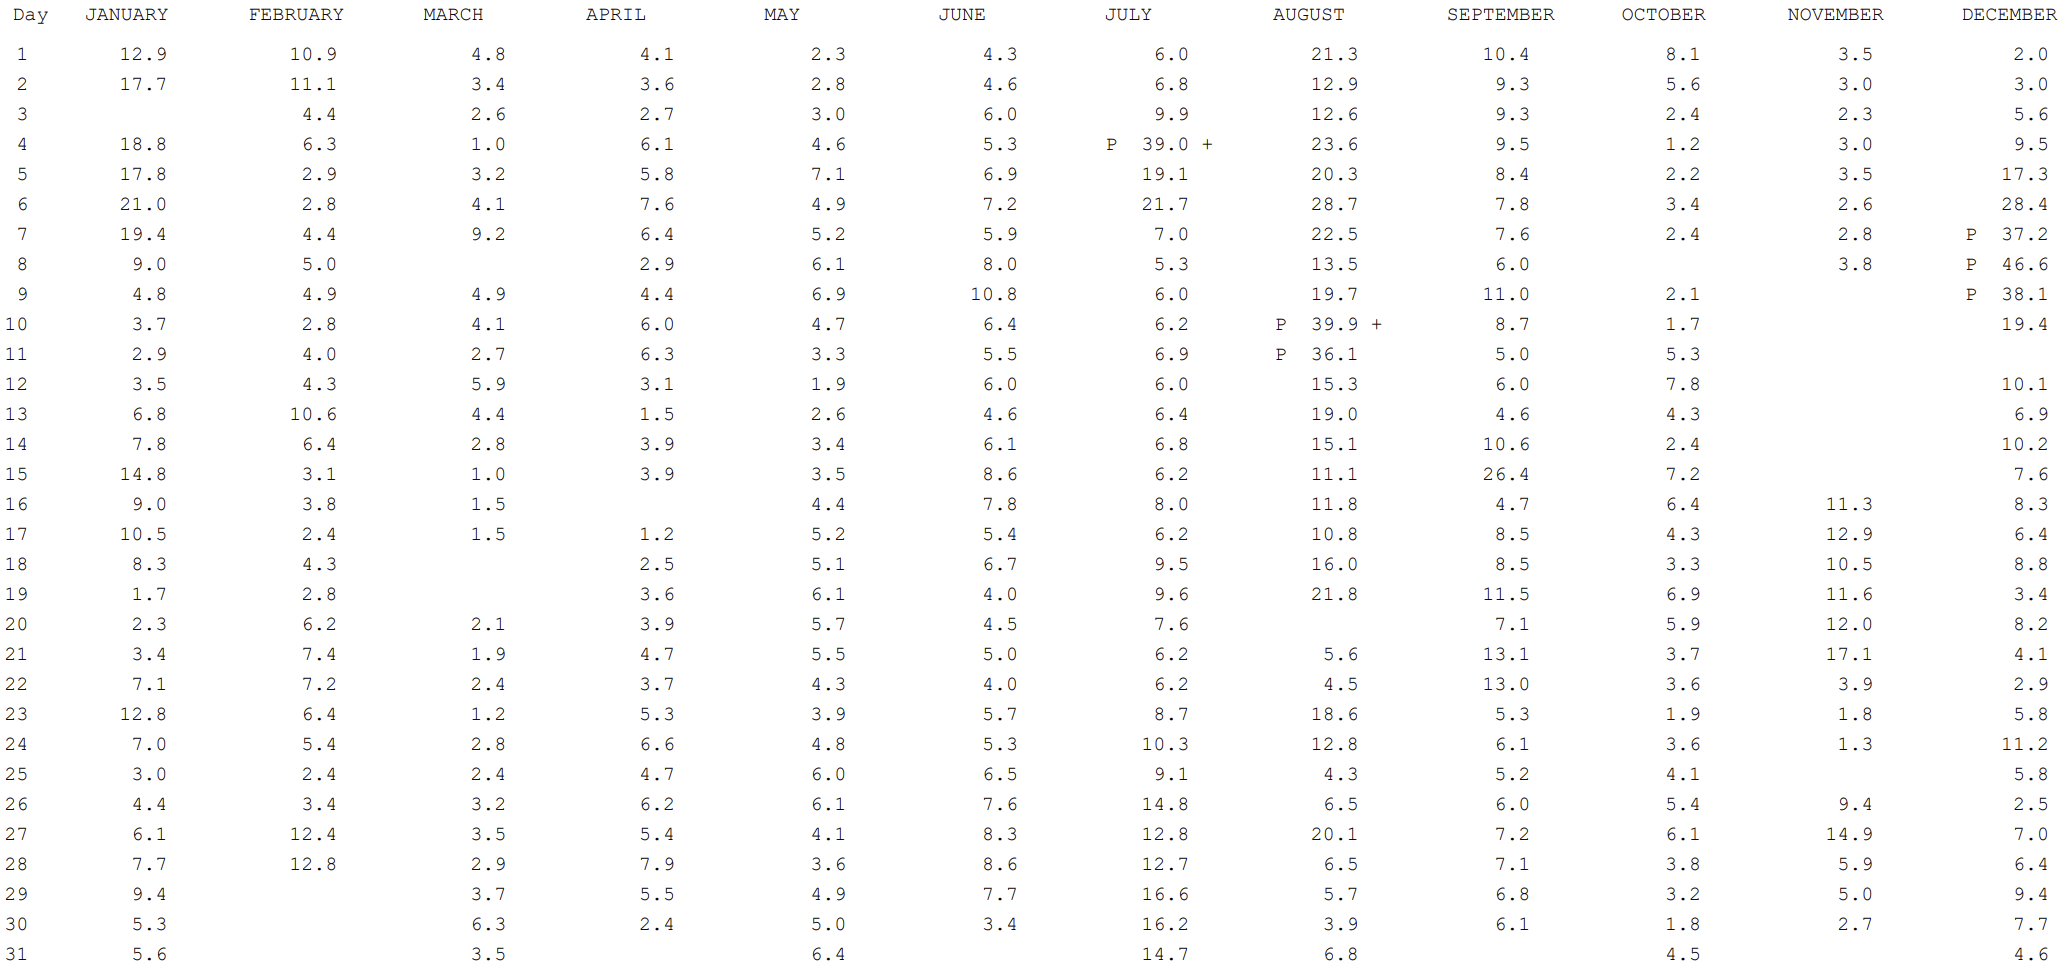 Day JANUARY FEBRUARY MARCH APRIL MAY JUNE JULY AUGUST SEPTEMBER OCTOBER NOVEMBER DECEMBER
1 12.9 10.9 4.8 4.1 2.3 4.3 6.0 21.3 10.4 8.1 3.5 2.0
2 17.7 11.1 3.4 3.6 2.8 4.6 6.8 12.9 9.3 5.6 3.0 3.0
3 4.4 2.6 2.7 3.0 6.0 9.9 12.6 9.3 2.4 2.3 5.6
4 18.8 6.3 1.0 6.1 4.6 5.3 P 39.0 + 23.6 9.5 1.2 3.0 9.5
5 17.8 2.9 3.2 5.8 7.1 6.9 19.1 20.3 8.4 2.2 3.5 17.3
6 21.0 2.8 4.1 7.6 4.9 7.2 21.7 28.7 7.8 3.4 2.6 28.4
7 19.4 4.4 9.2 6.4 5.2 5.9 7.0 22.5 7.6 2.4 2.8 P 37.2
8 9.0 5.0 2.9 6.1 8.0 5.3 13.5 6.0 3.8 P 46.6
9 4.8 4.9 4.9 4.4 6.9 10.8 6.0 19.7 11.0 2.1 P 38.1
10 3.7 2.8 4.1 6.0 4.7 6.4 6.2 P 39.9 + 8.7 1.7 19.4
11 2.9 4.0 2.7 6.3 3.3 5.5 6.9 P 36.1 5.0 5.3
12 3.5 4.3 5.9 3.1 1.9 6.0 6.0 15.3 6.0 7.8 10.1
13 6.8 10.6 4.4 1.5 2.6 4.6 6.4 19.0 4.6 4.3 6.9
14 7.8 6.4 2.8 3.9 3.4 6.1 6.8 15.1 10.6 2.4 10.2
15 14.8 3.1 1.0 3.9 3.5 8.6 6.2 11.1 26.4 7.2 7.6
16 9.0 3.8 1.5 4.4 7.8 8.0 11.8 4.7 6.4 11.3 8.3
17 10.5 2.4 1.5 1.2 5.2 5.4 6.2 10.8 8.5 4.3 12.9 6.4
18 8.3 4.3 2.5 5.1 6.7 9.5 16.0 8.5 3.3 10.5 8.8
19 1.7 2.8 3.6 6.1 4.0 9.6 21.8 11.5 6.9 11.6 3.4
20 2.3 6.2 2.1 3.9 5.7 4.5 7.6 7.1 5.9 12.0 8.2
21 3.4 7.4 1.9 4.7 5.5 5.0 6.2 5.6 13.1 3.7 17.1 4.1
22 7.1 7.2 2.4 3.7 4.3 4.0 6.2 4.5 13.0 3.6 3.9 2.9
23 12.8 6.4 1.2 5.3 3.9 5.7 8.7 18.6 5.3 1.9 1.8 5.8
24 7.0 5.4 2.8 6.6 4.8 5.3 10.3 12.8 6.1 3.6 1.3 11.2
25 3.0 2.4 2.4 4.7 6.0 6.5 9.1 4.3 5.2 4.1 5.8
26 4.4 3.4 3.2 6.2 6.1 7.6 14.8 6.5 6.0 5.4 9.4 2.5
27 6.1 12.4 3.5 5.4 4.1 8.3 12.8 20.1 7.2 6.1 14.9 7.0
28 7.7 12.8 2.9 7.9 3.6 8.6 12.7 6.5 7.1 3.8 5.9 6.4
29 9.4 3.7 5.5 4.9 7.7 16.6 5.7 6.8 3.2 5.0 9.4
30 5.3 6.3 2.4 5.0 3.4 16.2 3.9 6.1 1.8 2.7 7.7
31 5.6 3.5 6.4 14.7 6.8 4.5 4.6